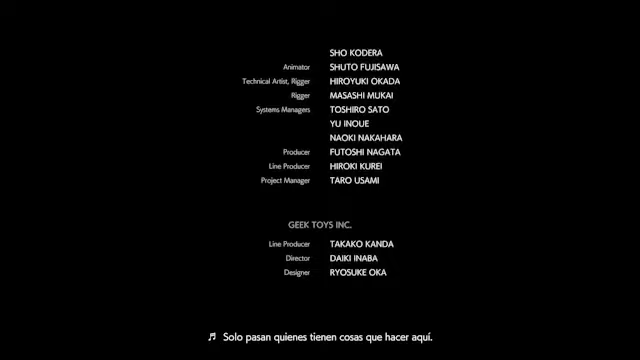 SHO KODERA
Animator SHUTO FUJISAWA
Technical Artist, Rigger HIROYUKI OKADA
Rigger MASASHI MUKAI
Systems Managers TOSHIRO SATO
YU INOUE
NAOKI NAKAHARA
Producer FUTOSHI NAGATA
Line Producer HIROKI KUREI
Project Manager TARO USAMI
GEEK TOYS INC.
Line Producer TAKAKO KANDA
Director DAIKI INABA
Designer RYOSUKE OKA
♬ Solo pasan quienes tienen cosas que hacer aquí.